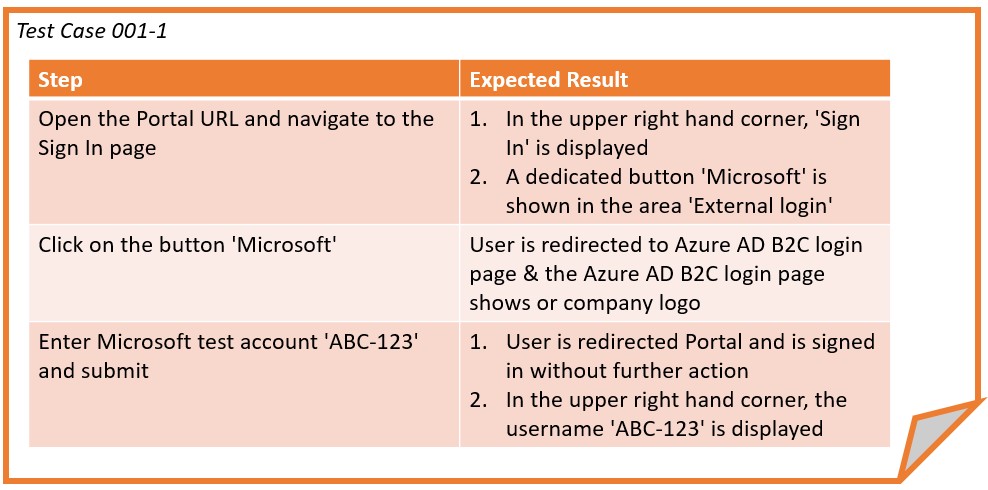 Test Case 001-1
Step
Expected Result
Open the Portal URL and navigate to the
Sign In page
1. In the upper right hand corner, 'Sign
In' is displayed
2. A dedicated button 'Microsoft' is
shown in the area 'External login'
Click on the button 'Microsoft'
User is redirected to Azure AD B2C login
page & the Azure AD B2C login page
shows or company logo
Enter Microsoft test account 'ABC-123'
and submit
1. User is redirected Portal and is signed
in without further action
2. In the upper right hand corner, the
username 'ABC-123' is displayed